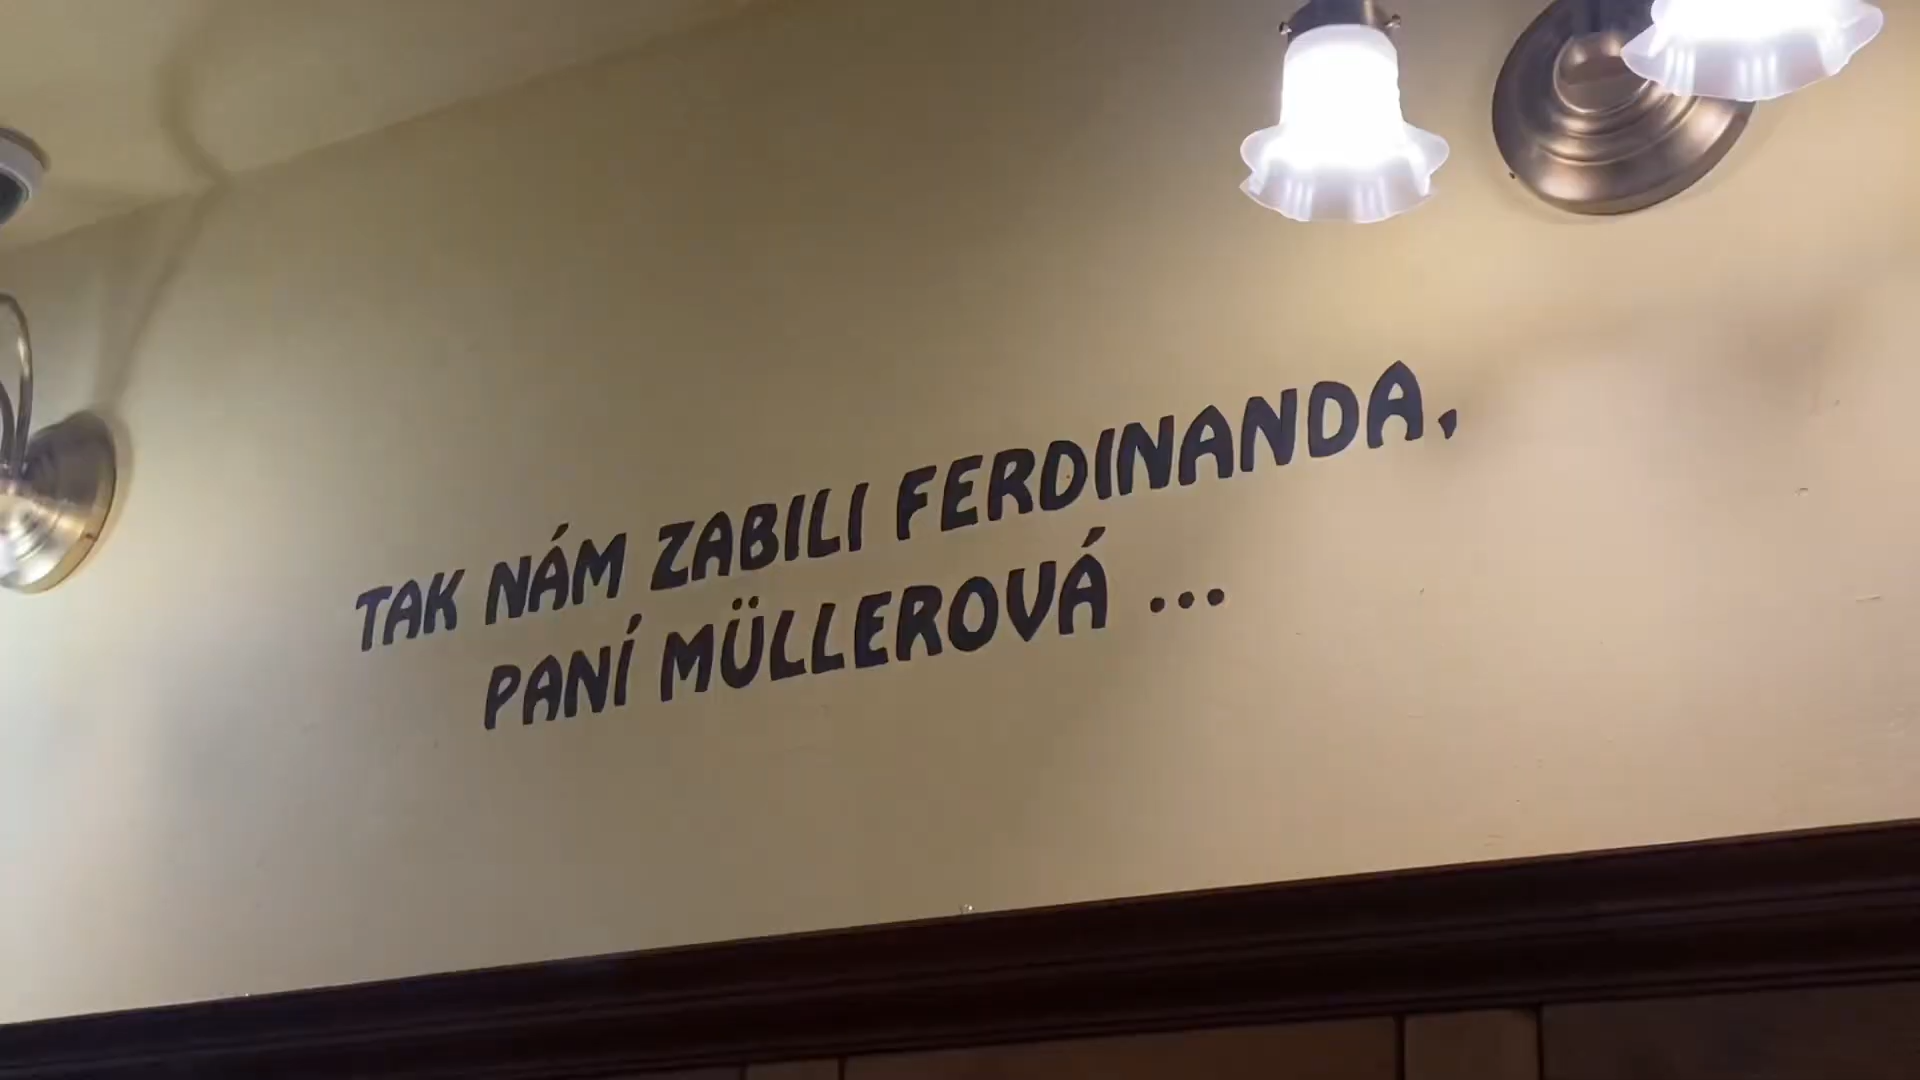 TAK NÁM ZABILI FERDINANDA,
PANÍ MÜLLEROVÁ ...